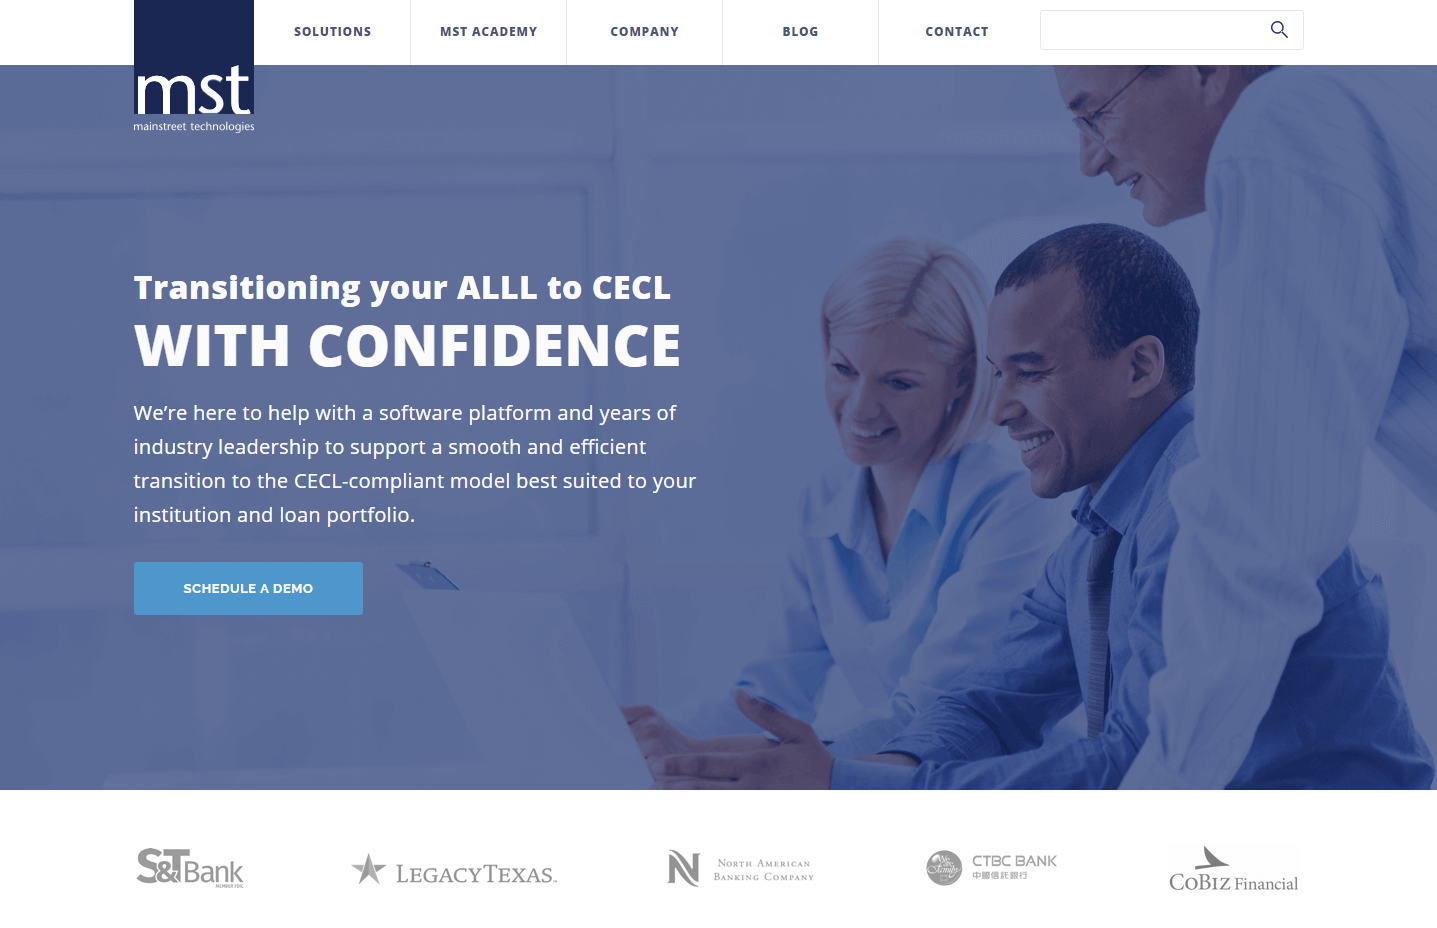 SOLUTIONS
MST ACADEMY
COMPANY
BLOG
CONTACT
mst
mainstreet technologies
Transitioning your ALLL to CECL
WITH CONFIDENCE
We’re here to help with a software platform and years of
industry leadership to support a smooth and efficient
transition to the CECL-compliant model best suited to your
institution and loan portfolio.
SCHEDULE A DEMO
S&T Bank
MEMBER FDIC
LEGACYTEXAS
NORTH AMERICAN
BANKING COMPANY
CTBC BANK
中國信託銀行
We are family
COBIZ Financial